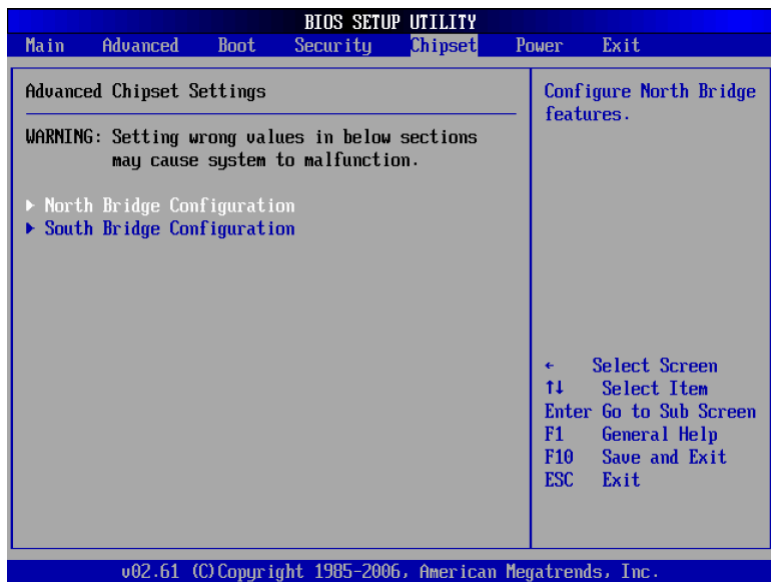 BIOS SETUP UTILITY
Main Advanced Boot Security Chipset Power Exit
Advanced Chipset Settings
WARNING: Setting wrong values in below sections
may cause system to malfunction.
▶ North Bridge Configuration
▶ South Bridge Configuration
Configure North Bridge
features.
← Select Screen
↑↓ Select Item
Enter Go to Sub Screen
F1 General Help
F10 Save and Exit
ESC Exit
v02.61 (C)Copyright 1985-2006, American Megatrends, Inc.